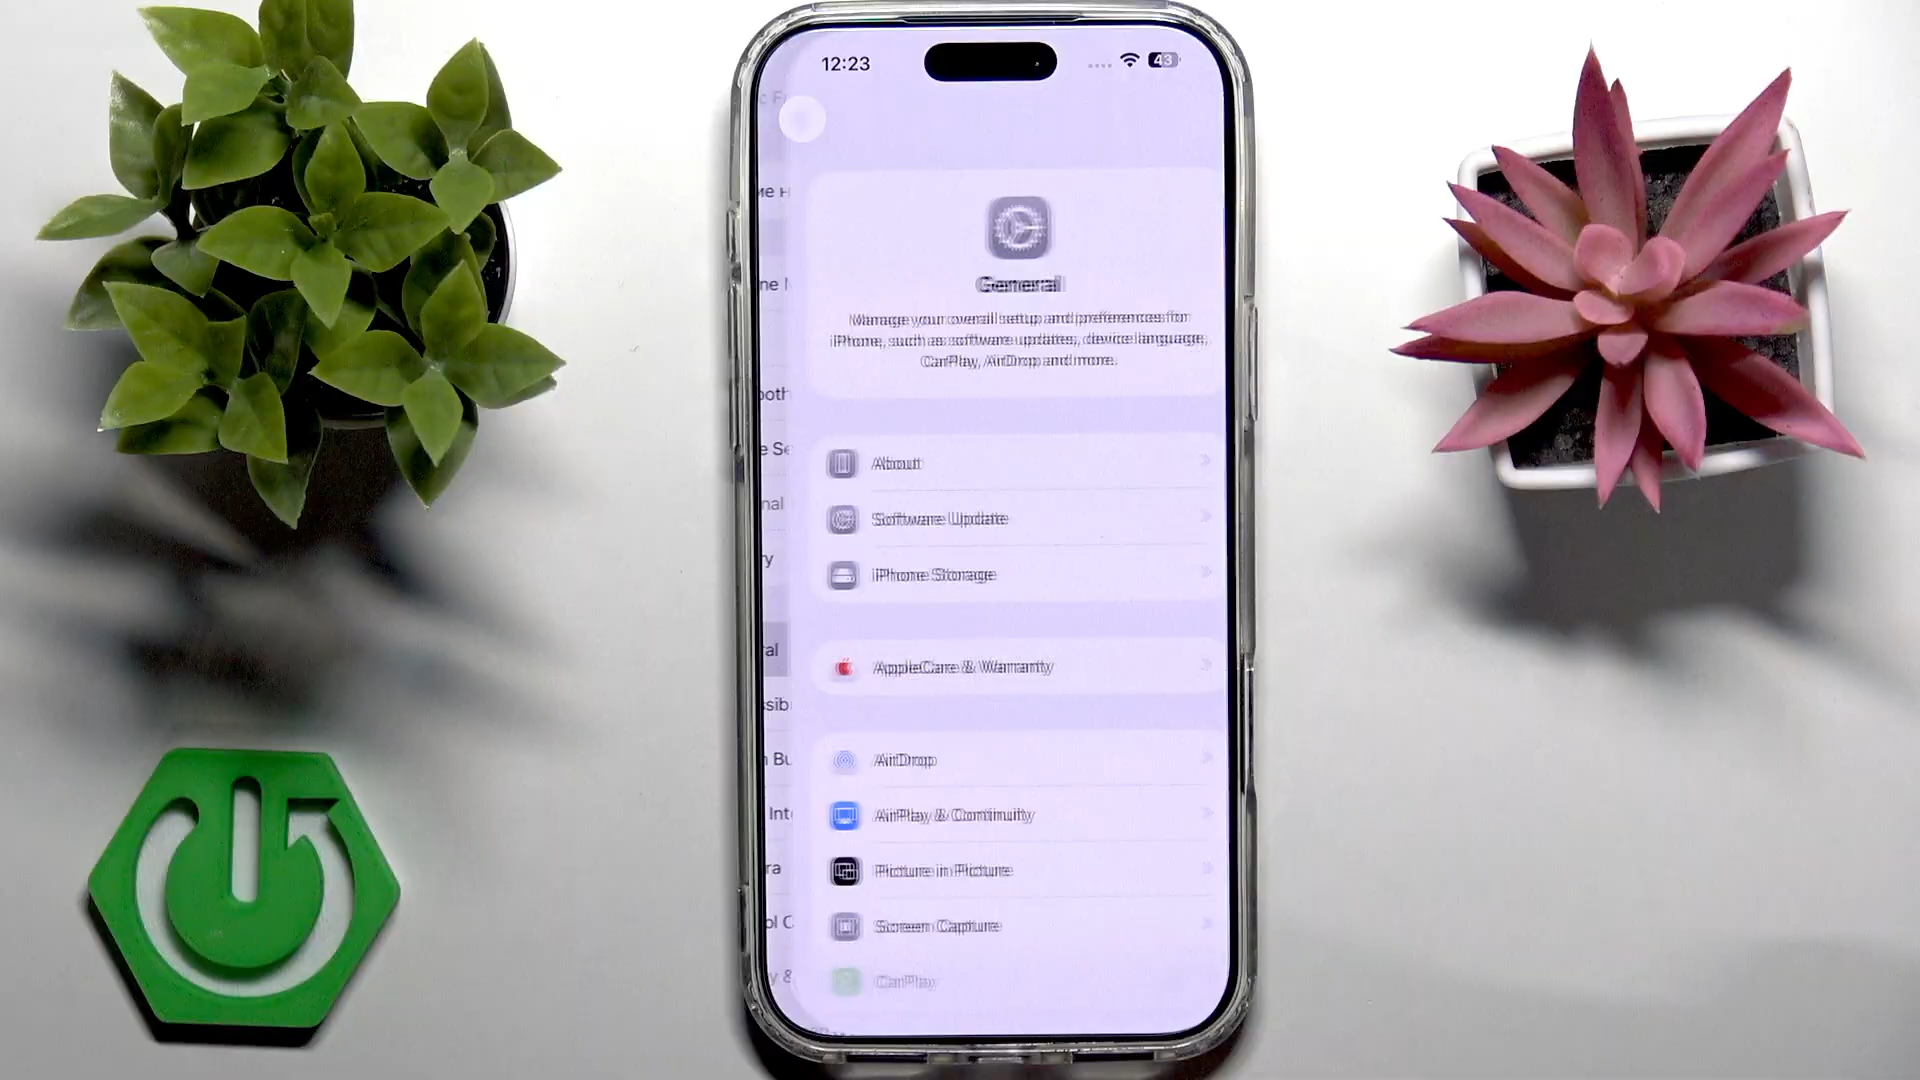 12:23
43
General
Manage your overall setup and preferences for
iPhone, such as software updates, device language,
CarPlay, AirDrop and more.
About
Software Update
iPhone Storage
AppleCare & Warranty
AirDrop
AirPlay & Continuity
Picture in Picture
Screen Capture
CarPlay